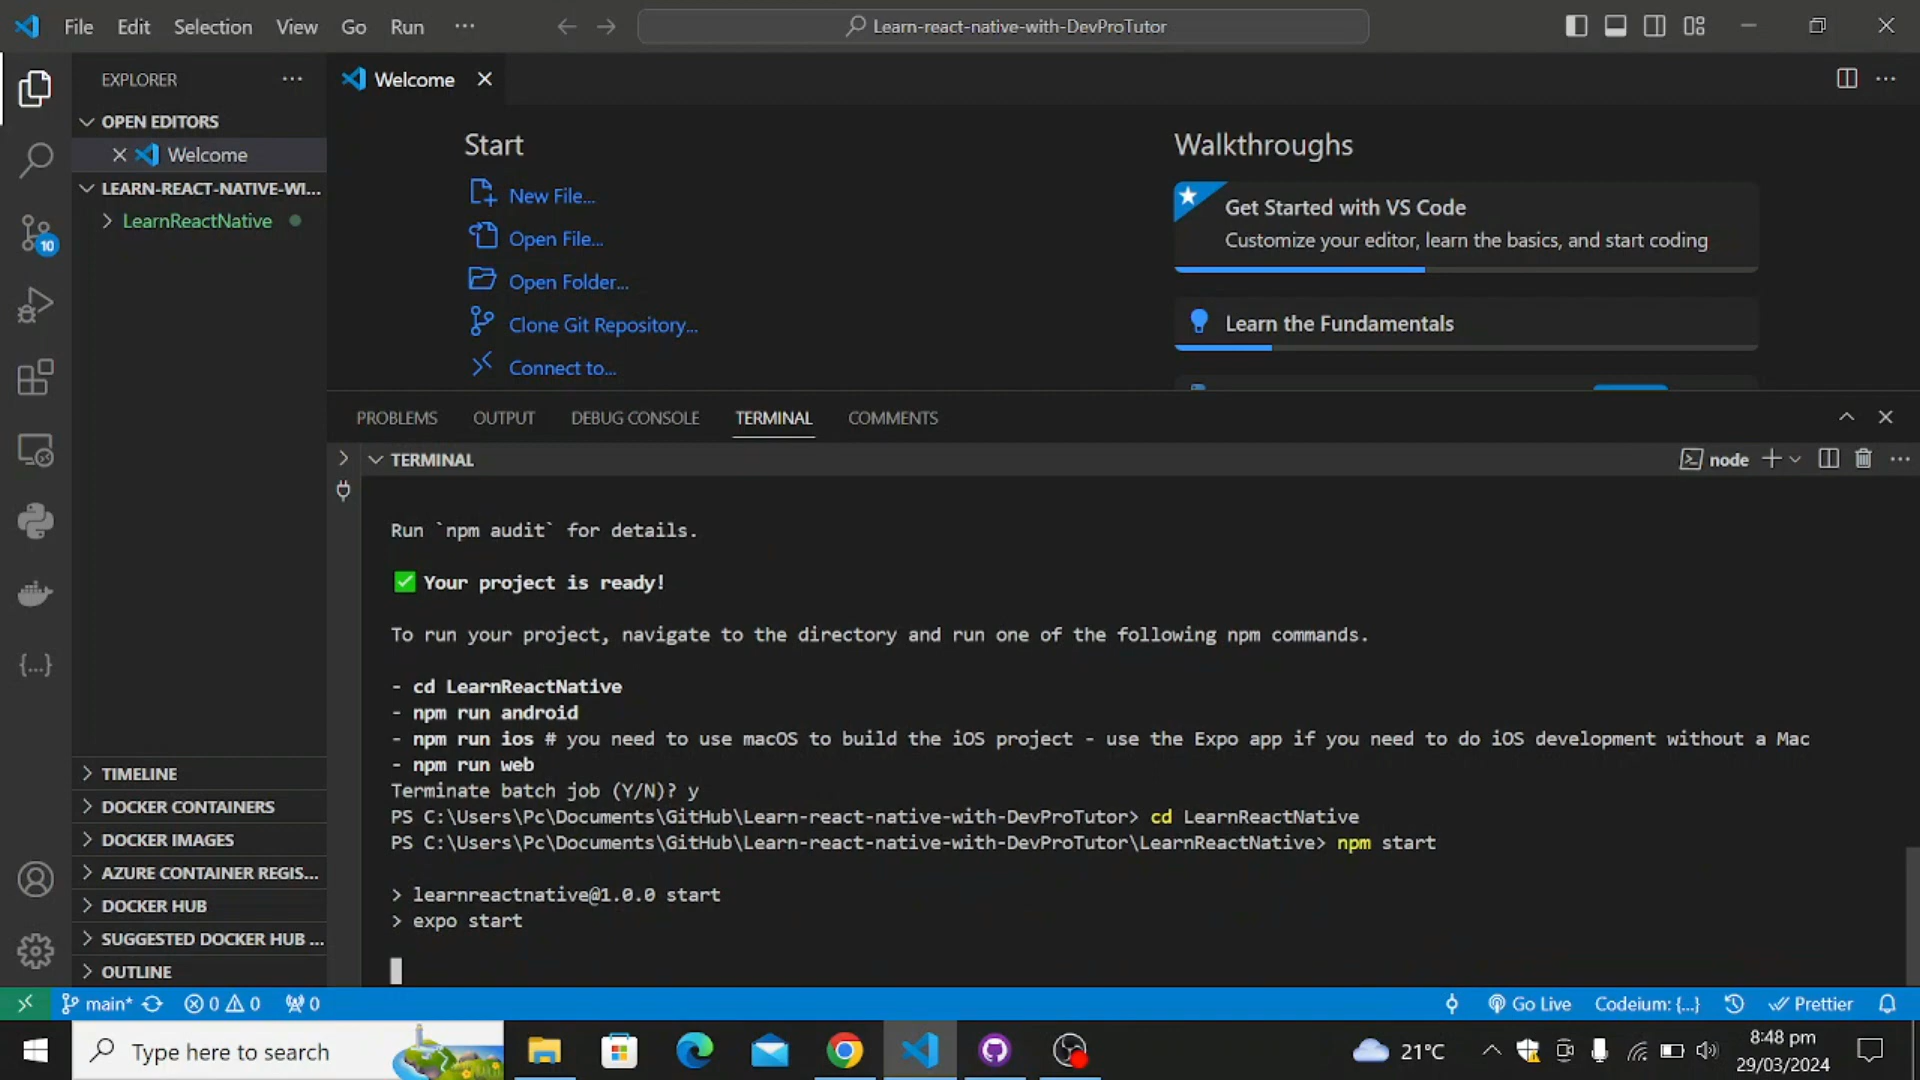 File Edit Selection View Go Run ···
Learn-react-native-with-DevProTutor
EXPLORER
OPEN EDITORS
Welcome
LEARN-REACT-NATIVE-WI...
LearnReactNative
10
Welcome
Start
New File...
Open File...
Open Folder...
Clone Git Repository...
Connect to...
Walkthroughs
Get Started with VS Code
Customize your editor, learn the basics, and start coding
Learn the Fundamentals
PROBLEMS OUTPUT DEBUG CONSOLE TERMINAL COMMENTS
TERMINAL
node
Run `npm audit` for details.
✅ Your project is ready!
To run your project, navigate to the directory and run one of the following npm commands.
- cd LearnReactNative
- npm run android
- npm run ios # you need to use macOS to build the iOS project - use the Expo app if you need to do iOS development without a Mac
- npm run web
Terminate batch job (Y/N)? y
PS C:\Users\Pc\Documents\GitHub\Learn-react-native-with-DevProTutor> cd LearnReactNative
PS C:\Users\Pc\Documents\GitHub\Learn-react-native-with-DevProTutor\LearnReactNative> npm start
> learnreactnative@1.0.0 start
> expo start
TIMELINE
DOCKER CONTAINERS
DOCKER IMAGES
AZURE CONTAINER REGIS...
DOCKER HUB
SUGGESTED DOCKER HUB ...
OUTLINE
main* 0 0 0
Go Live Codeium: {...} Prettier
Type here to search
21°C
8:48 pm
29/03/2024